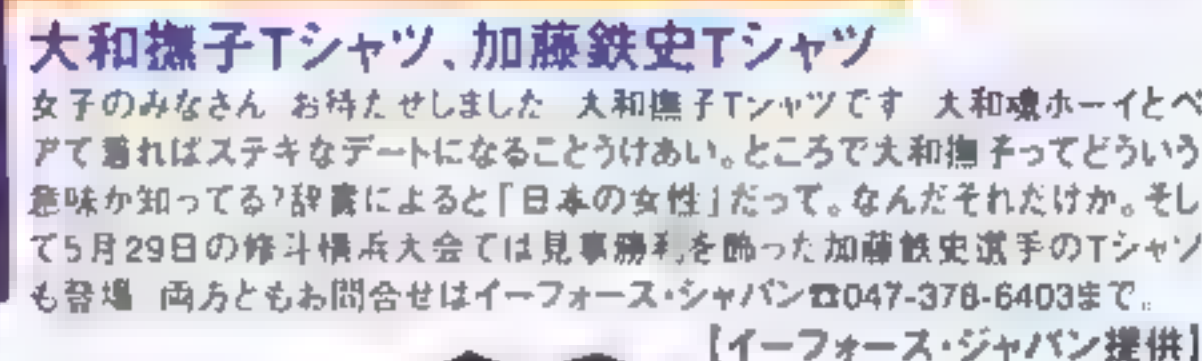 大和撫子Tシャツ、加藤鉄史Tシャツ
女子のみなさん お待たせしました 大和撫子Tシャツです 大和魂ホーイとペ
アで着ればステキなデートになることうけあい。ところで大和撫子ってどういう
意味か知ってる?辞書によると「日本の女性」だって。なんだそれだけか。そし
て5月29日の修斗横浜大会では見事勝利を飾った加藤鉄史選手のTシャツ
も登場 両方ともお問合せはイーフォース・ジャパン☎047-378-6403まで。
【イーフォース・ジャパン提供】